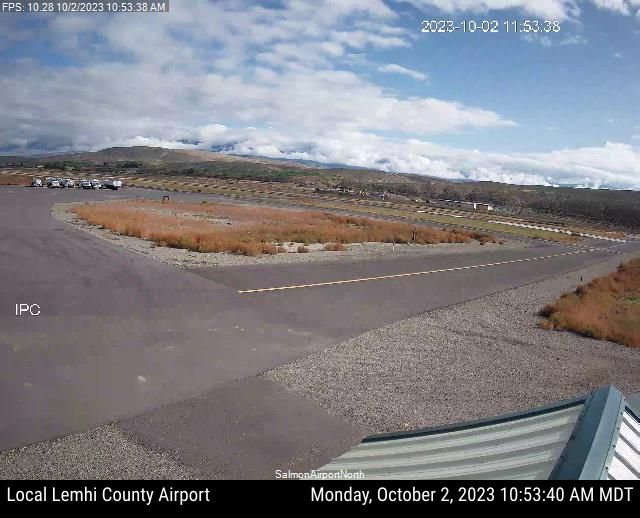 FPS: 10.28 10/2/2023 10:53:38 AM
2023-10-02 11:53:38
IPC
SalmonAirportNorth
Local Lemhi County Airport
Monday, October 2, 2023 10:53:40 AM MDT